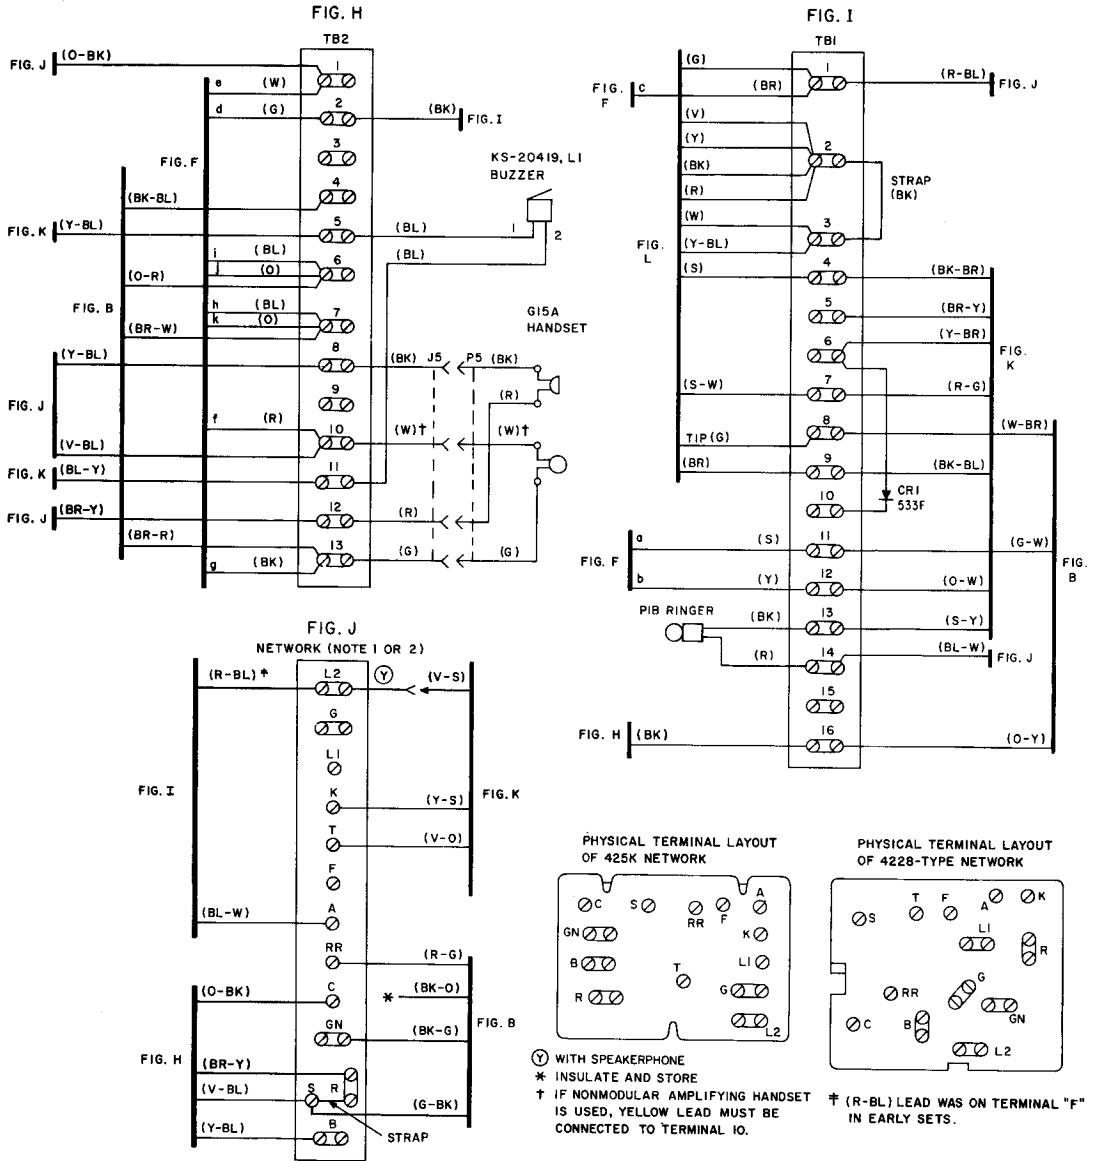 FIG. H
TB2
FIG. J (O-BK) 1
e (W)
d (G) 2 (BK) FIG. I
3
FIG. F
4
(BK-BL)
KS-20419, L1
BUZZER
FIG. K (Y-BL) 5 (BL) 1 2
i (BL)
j (O) 6 (BL)
(O-R)
FIG. B
h (BL)
k (O) 7
(BR-W)
G15A
HANDSET
(Y-BL) 8 (BK) J5 P5 (BK)
9 (R)
FIG. J
f (R) 10 (W)† (W)†
(V-BL)
FIG. K (BL-Y) 11
FIG. J (BR-Y) 12 (R)
(BR-R) 13 (G) (G)
g (BK)
FIG. I
TB1
(G) 1 (R-BL) FIG. J
FIG. F c (BR)
(V)
(Y) 2
(BK)
(R)
STRAP
(BK)
(W) 3
(Y-BL)
FIG. L
(S) 4 (BK-BR)
5 (BR-Y)
6 (Y-BR)
FIG. K
(S-W) 7 (R-G)
TIP (G) 8 (W-BR)
(BR) 9 (BK-BL)
10 CR1
533F
FIG. F a (S) 11 (G-W)
b (Y) 12 (O-W)
FIG. B
P1B RINGER (BK) 13 (S-Y)
(R) 14 (BL-W) FIG. J
15
FIG. H (BK) 16 (O-Y)
FIG. J
NETWORK (NOTE 1 OR 2)
(R-BL)‡ L2 Y (V-S)
G
L1
FIG. I
K (Y-S) FIG. K
T (V-O)
F
(BL-W) A
RR (R-G)
(O-BK) C * (BK-O)
FIG. B
GN (BK-G)
FIG. H
(BR-Y)
(V-BL) S R (G-BK)
(Y-BL) B STRAP
PHYSICAL TERMINAL LAYOUT
OF 425K NETWORK
C S RR F A
GN K
B T L1
R G
L2
PHYSICAL TERMINAL LAYOUT
OF 4228-TYPE NETWORK
S T F A K
L1 R
G
RR GN
C B L2
Y WITH SPEAKERPHONE
* INSULATE AND STORE
† IF NONMODULAR AMPLIFYING HANDSET
IS USED, YELLOW LEAD MUST BE
CONNECTED TO TERMINAL 10.
‡ (R-BL) LEAD WAS ON TERMINAL "F"
IN EARLY SETS.